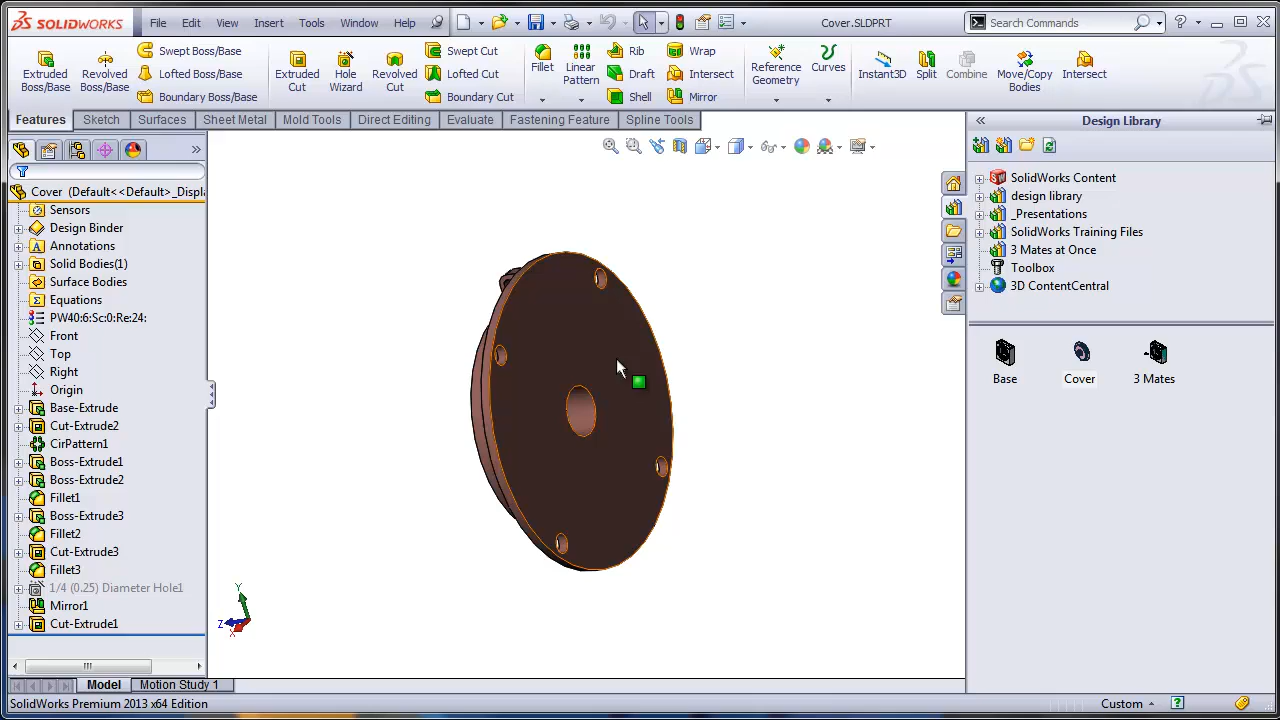 SOLIDWORKS File Edit View Insert Tools Window Help Cover.SLDPRT Search Commands
Extruded Boss/Base
Revolved Boss/Base
Swept Boss/Base
Lofted Boss/Base
Boundary Boss/Base
Extruded Cut
Hole Wizard
Revolved Cut
Swept Cut
Lofted Cut
Boundary Cut
Fillet
Linear Pattern
Rib
Draft
Shell
Wrap
Intersect
Mirror
Reference Geometry
Curves
Instant3D
Split
Combine
Move/Copy Bodies
Intersect
Features Sketch Surfaces Sheet Metal Mold Tools Direct Editing Evaluate Fastening Feature Spline Tools
Cover (Default<<Default>_Displa
Sensors
Design Binder
Annotations
Solid Bodies(1)
Surface Bodies
Equations
PW40:6:Sc:0:Re:24:
Front
Top
Right
Origin
Base-Extrude
Cut-Extrude2
CirPattern1
Boss-Extrude1
Boss-Extrude2
Fillet1
Boss-Extrude3
Fillet2
Cut-Extrude3
Fillet3
1/4 (0.25) Diameter Hole1
Mirror1
Cut-Extrude1
Y
Z
X
Design Library
SolidWorks Content
design library
_Presentations
SolidWorks Training Files
3 Mates at Once
Toolbox
3D ContentCentral
Base Cover 3 Mates
Model Motion Study 1
SolidWorks Premium 2013 x64 Edition Custom